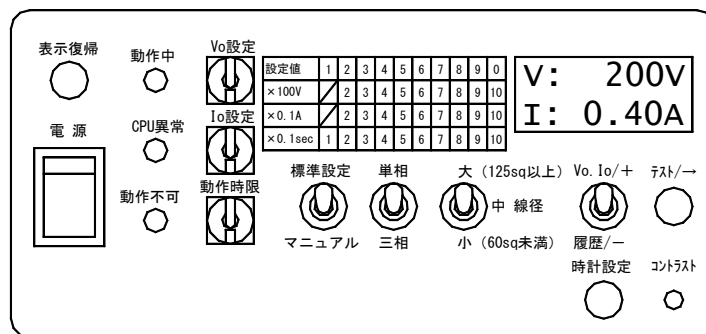 表示復帰
動作中
Vo設定
電 源
CPU異常
Io設定
動作不可
動作時限
設定値 1 2 3 4 5 6 7 8 9 0
×100V 2 3 4 5 6 7 8 9 10
×0.1A 2 3 4 5 6 7 8 9 10
×0.1sec 1 2 3 4 5 6 7 8 9 10
V: 200V
I: 0.40A
標準設定
マニュアル
単相
三相
大 (125sq以上)
中 線径
小 (60sq未満)
Vo.Io/+
履歴/−
テスト/→
時計設定
コントラスト